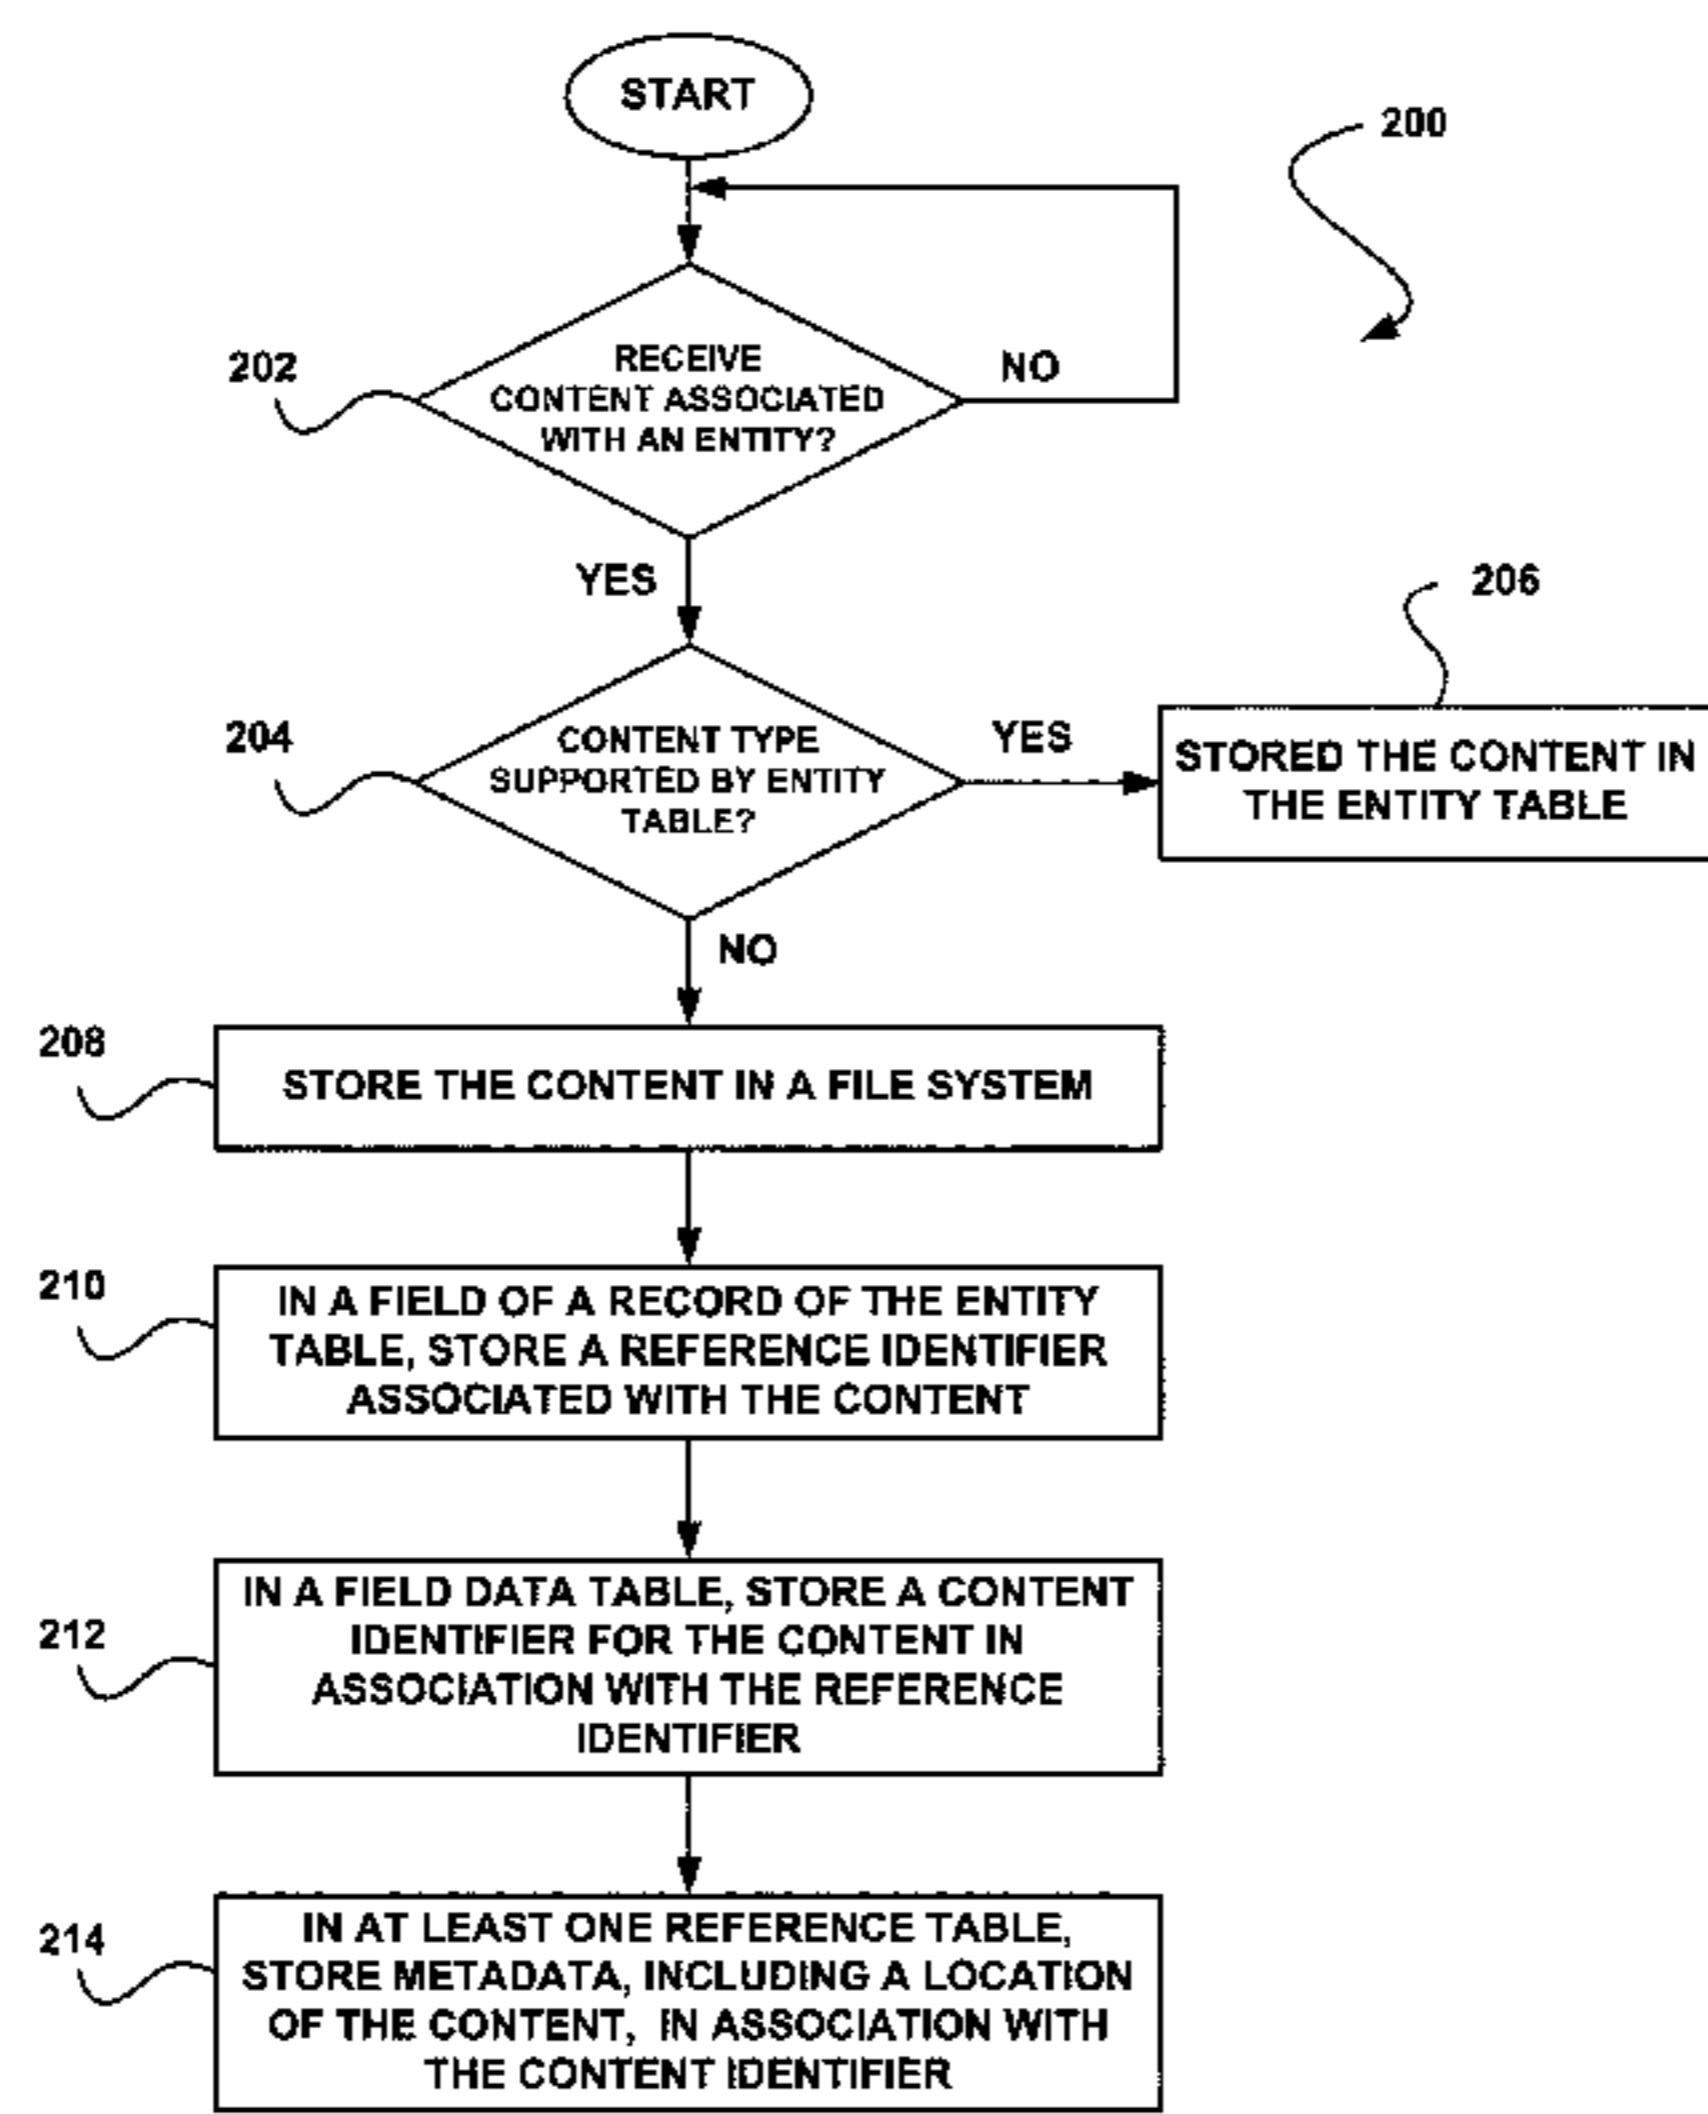 START
200
202
RECEIVE
CONTENT ASSOCIATED
WITH AN ENTITY?
NO
YES
206
204
CONTENT TYPE
SUPPORTED BY ENTITY
TABLE?
YES
STORED THE CONTENT IN
THE ENTITY TABLE
NO
208
STORE THE CONTENT IN A FILE SYSTEM
210
IN A FIELD OF A RECORD OF THE ENTITY
TABLE, STORE A REFERENCE IDENTIFIER
ASSOCIATED WITH THE CONTENT
212
IN A FIELD DATA TABLE, STORE A CONTENT
IDENTIFIER FOR THE CONTENT IN
ASSOCIATION WITH THE REFERENCE
IDENTIFIER
214
IN AT LEAST ONE REFERENCE TABLE,
STORE METADATA, INCLUDING A LOCATION
OF THE CONTENT, IN ASSOCIATION WITH
THE CONTENT IDENTIFIER